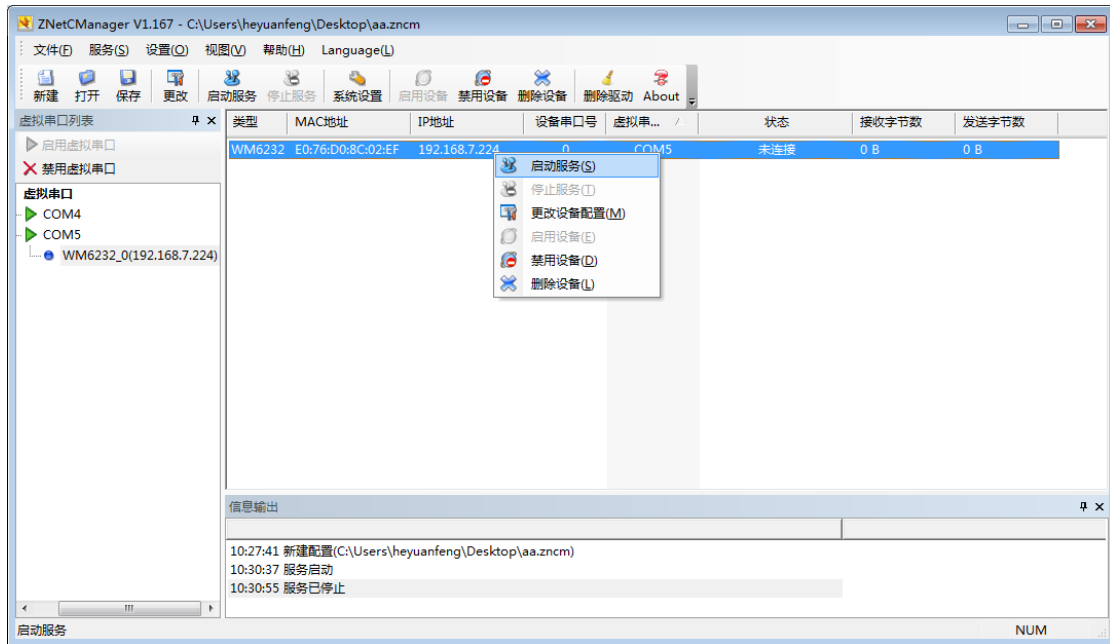 ZNetCManager V1.167 - C:\Users\heyuanfeng\Desktop\aa.zncm
文件(F) 服务(S) 设置(O) 视图(V) 帮助(H) Language(L)
新建 打开 保存 更改 启动服务 停止服务 系统设置 启用设备 禁用设备 删除设备 删除驱动 About
虚拟串口列表
启用虚拟串口
禁用虚拟串口
虚拟串口
COM4
COM5
WM6232_0(192.168.7.224)
类型 MAC地址 IP地址 设备串口号 虚拟串... 状态 接收字节数 发送字节数
WM6232 E0:76:D0:8C:02:EF 192.168.7.224 0 COM5 未连接 0 B 0 B
启动服务(S)
停止服务(T)
更改设备配置(M)
启用设备(E)
禁用设备(D)
删除设备(L)
信息输出
10:27:41 新建配置(C:\Users\heyuanfeng\Desktop\aa.zncm)
10:30:37 服务启动
10:30:55 服务已停止
启动服务 NUM